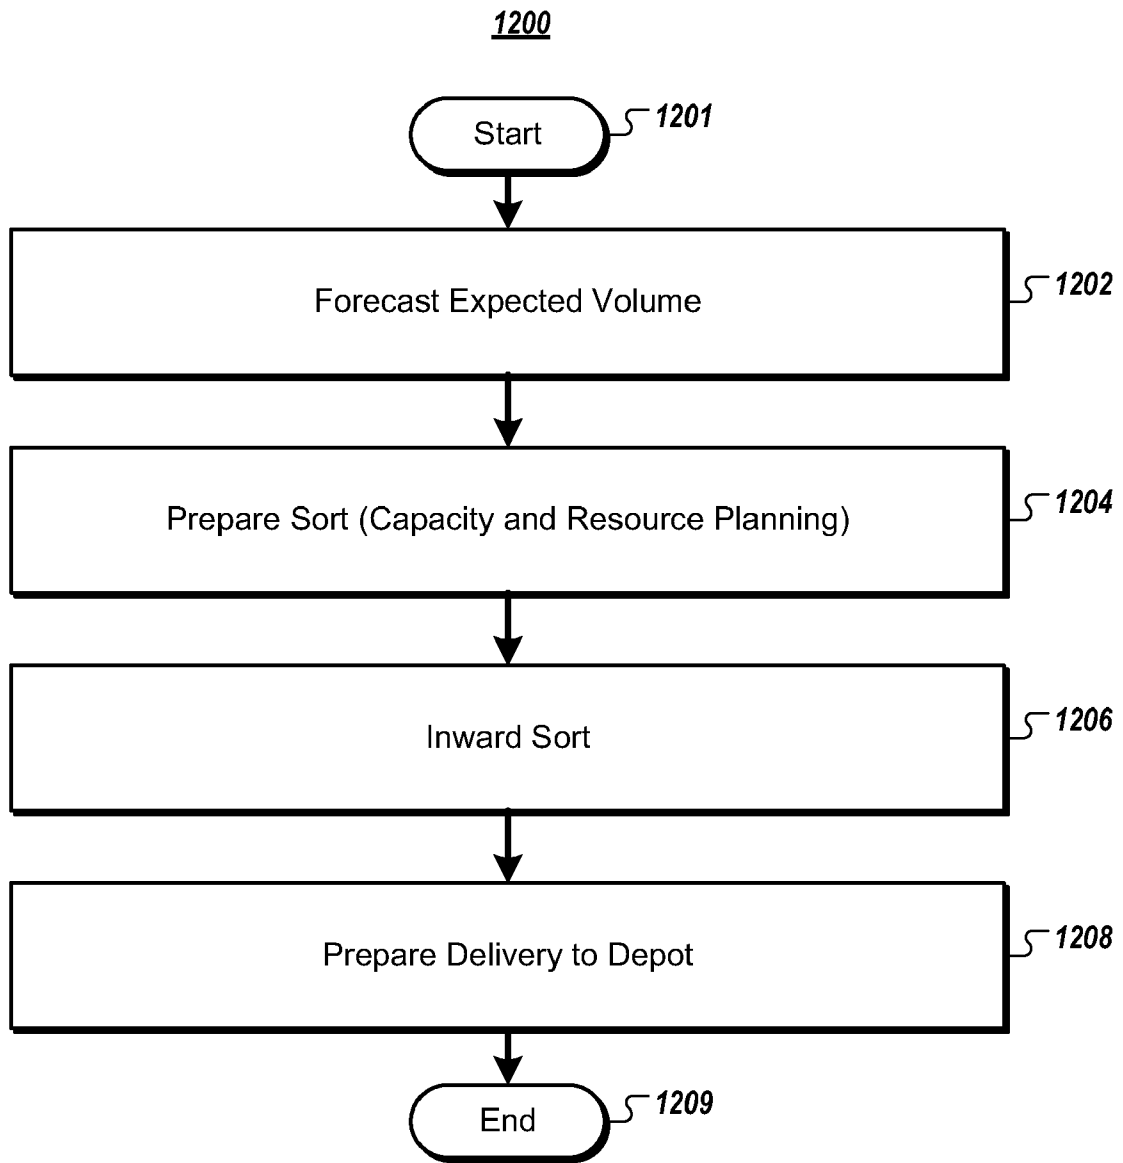 1200
Start
1201
Forecast Expected Volume
1202
Prepare Sort (Capacity and Resource Planning)
1204
Inward Sort
1206
Prepare Delivery to Depot
1208
End
1209